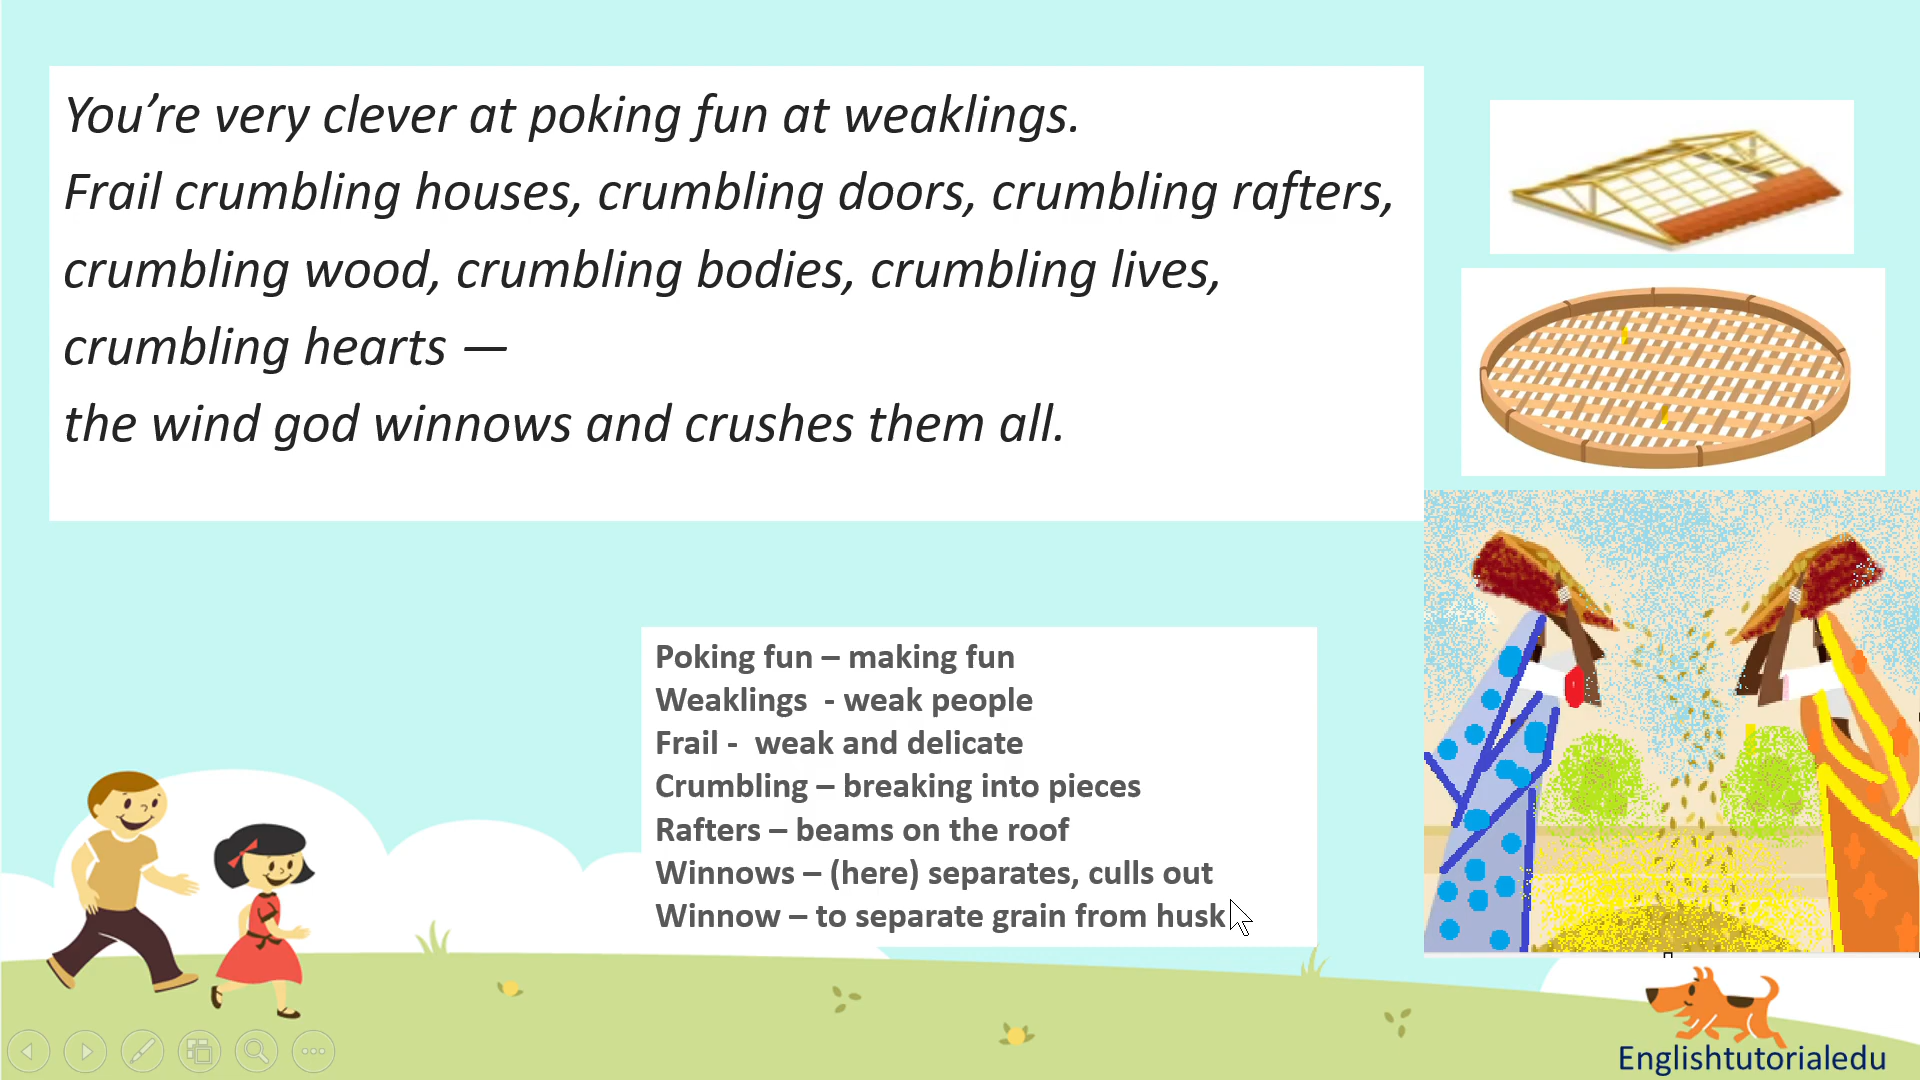 You’re very clever at poking fun at weaklings.
Frail crumbling houses, crumbling doors, crumbling rafters,
crumbling wood, crumbling bodies, crumbling lives,
crumbling hearts —
the wind god winnows and crushes them all.
Poking fun – making fun
Weaklings  - weak people
Frail -  weak and delicate
Crumbling – breaking into pieces
Rafters – beams on the roof
Winnows – (here) separates, culls out
Winnow – to separate grain from husk
Englishtutorialedu